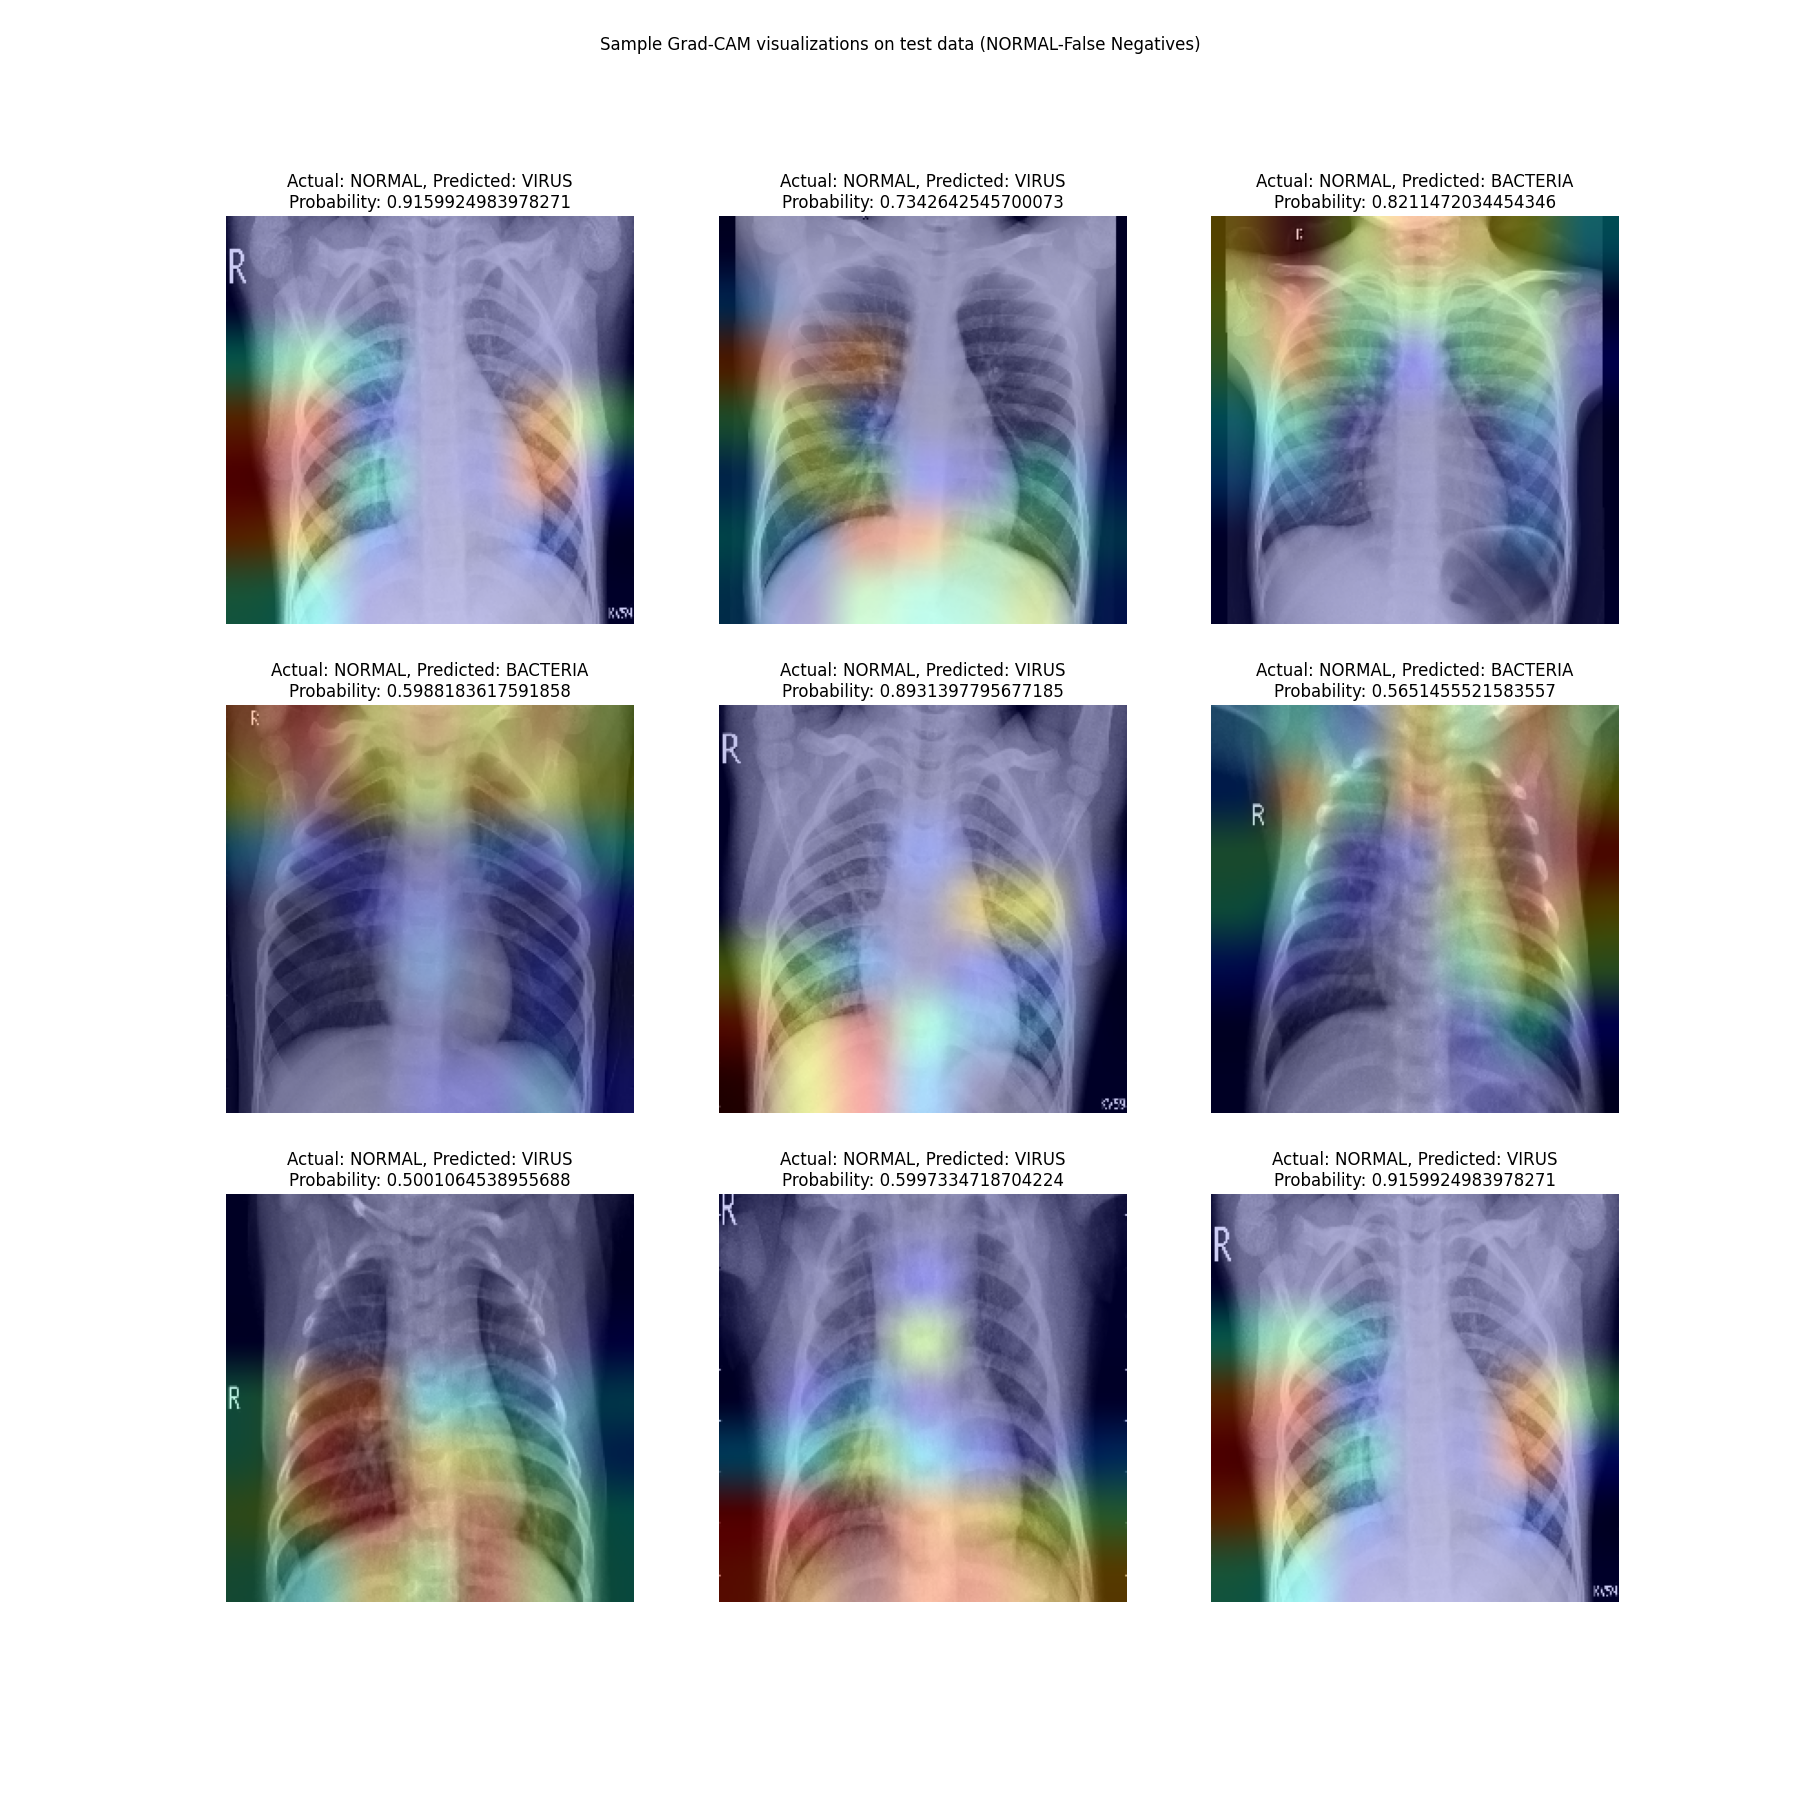 Sample Grad-CAM visualizations on test data (NORMAL-False Negatives)
Actual: NORMAL, Predicted: VIRUS
Probability: 0.9159924983978271
Actual: NORMAL, Predicted: VIRUS
Probability: 0.7342642545700073
Actual: NORMAL, Predicted: BACTERIA
Probability: 0.8211472034454346
R
Actual: NORMAL, Predicted: BACTERIA
Probability: 0.5988183617591858
Actual: NORMAL, Predicted: VIRUS
Probability: 0.8931397795677185
Actual: NORMAL, Predicted: BACTERIA
Probability: 0.5651455521583557
R
R
R
Actual: NORMAL, Predicted: VIRUS
Probability: 0.5001064538955688
Actual: NORMAL, Predicted: VIRUS
Probability: 0.5997334718704224
Actual: NORMAL, Predicted: VIRUS
Probability: 0.9159924983978271
R
R
R